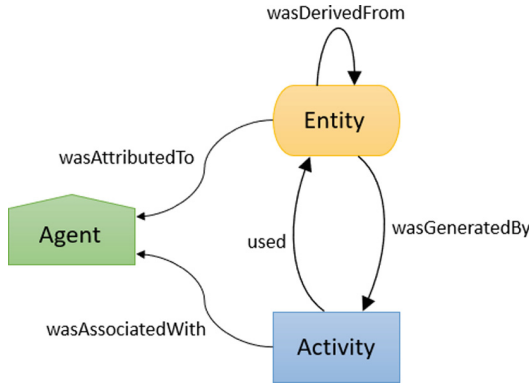 wasDerivedFrom
Entity
wasAttributedTo
Agent
used
wasGeneratedBy
wasAssociatedWith
Activity